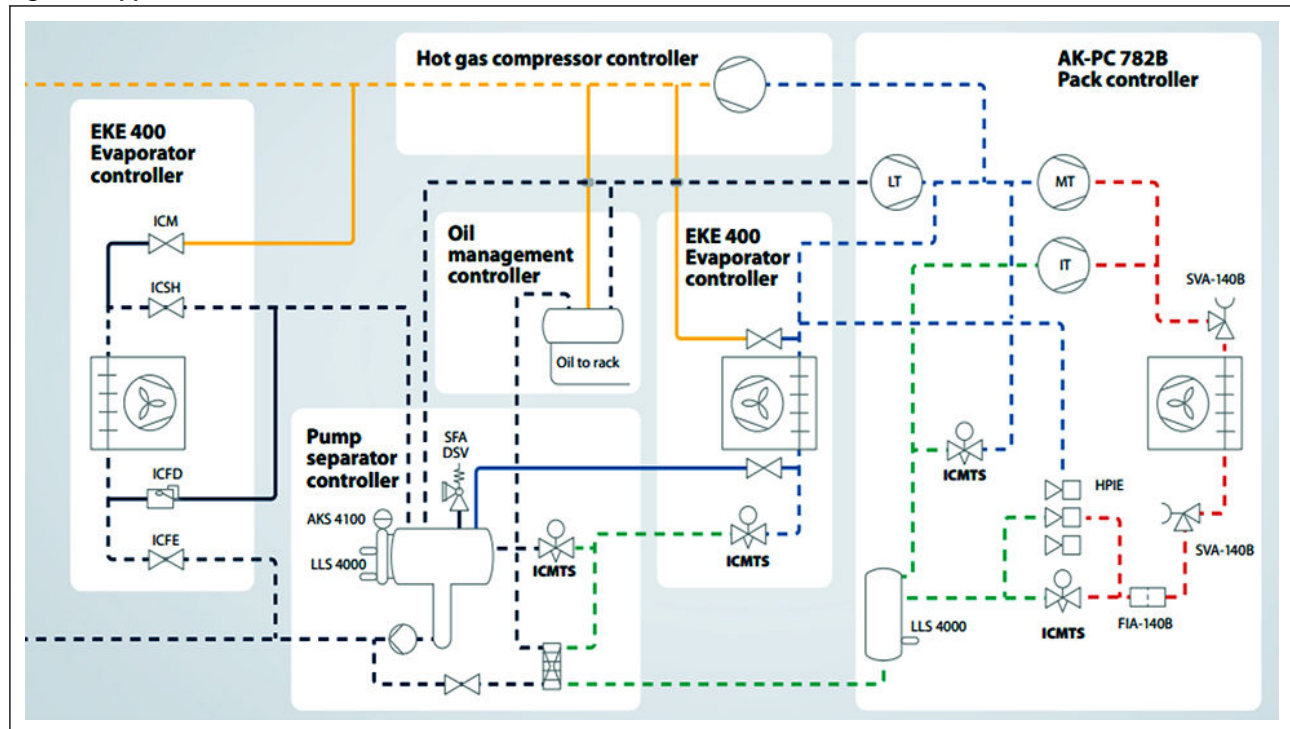 Hot gas compressor controller
AK-PC 782B
Pack controller
EKE 400
Evaporator
controller
ICM
ICSH
ICFD
ICFE
LT
MT
IT
Oil
management
controller
Oil to rack
EKE 400
Evaporator
controller
SVA-140B
Pump
separator
controller
SFA
DSV
AKS 4100
LLS 4000
ICMTS
ICMTS
ICMTS
HPIE
SVA-140B
LLS 4000
ICMTS
FIA-140B